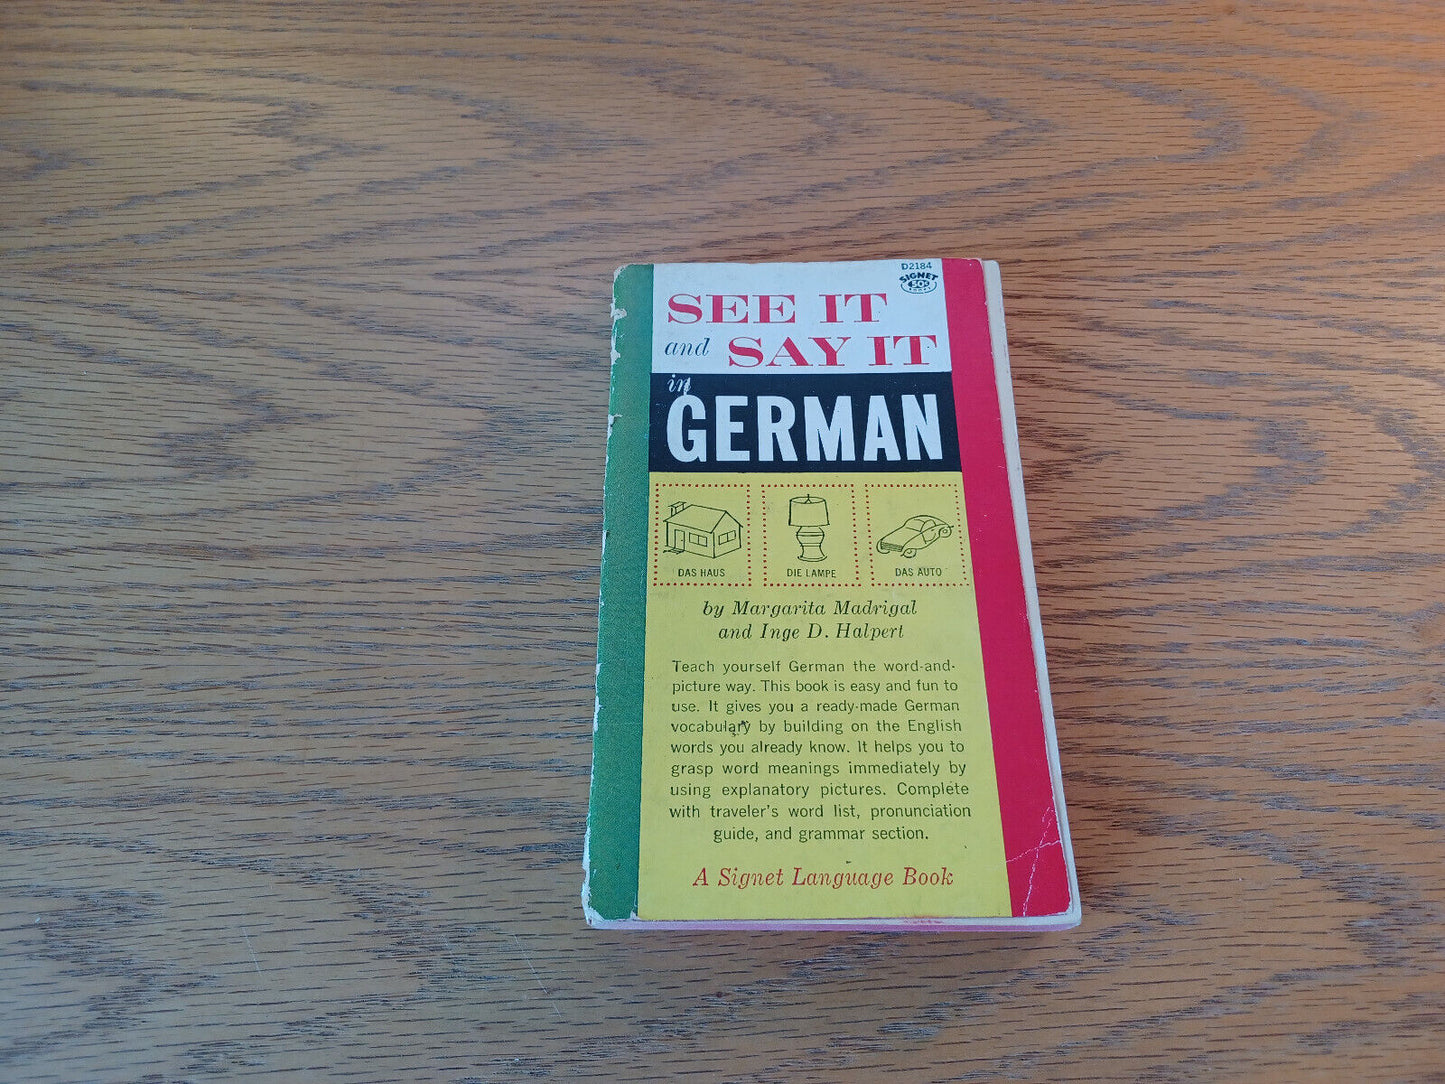 D2184
SIGNET
50¢
SEE IT
and SAY IT
in
GERMAN
DAS HAUS
DIE LAMPE
DAS AUTO
by Margarita Madrigal
and Inge D. Halpert
Teach yourself German the word-and-
picture way. This book is easy and fun to
use. It gives you a ready-made German
vocabulary by building on the English
words you already know. It helps you to
grasp word meanings immediately by
using explanatory pictures. Complete
with traveler's word list, pronunciation
guide, and grammar section.
A Signet Language Book